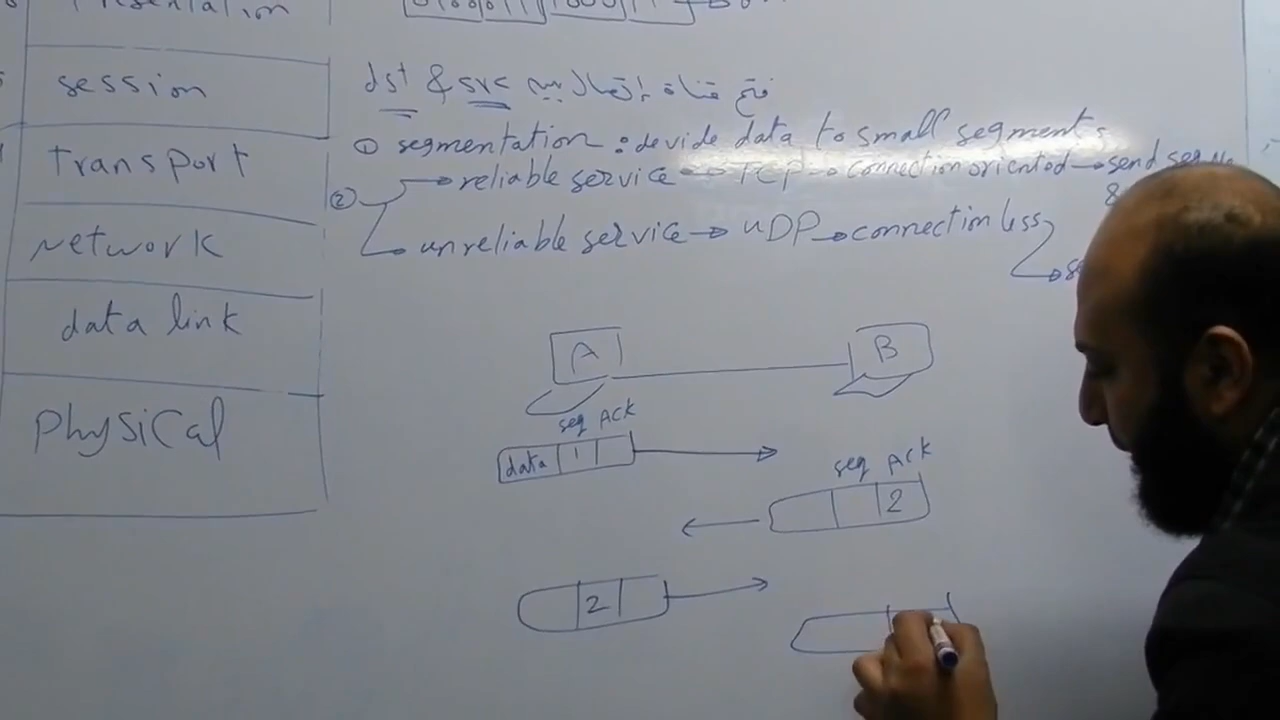 Presentation
session
dst & src فتح قناة إتصال بين
Transport
① segmentation : devide data to small segments
② → reliable service → TCP → connection oriented → send seq No
&
Network
→ unreliable service → UDP → connection less
data link
A B
Physical
seq Ack
data 1
seq Ack
2
2